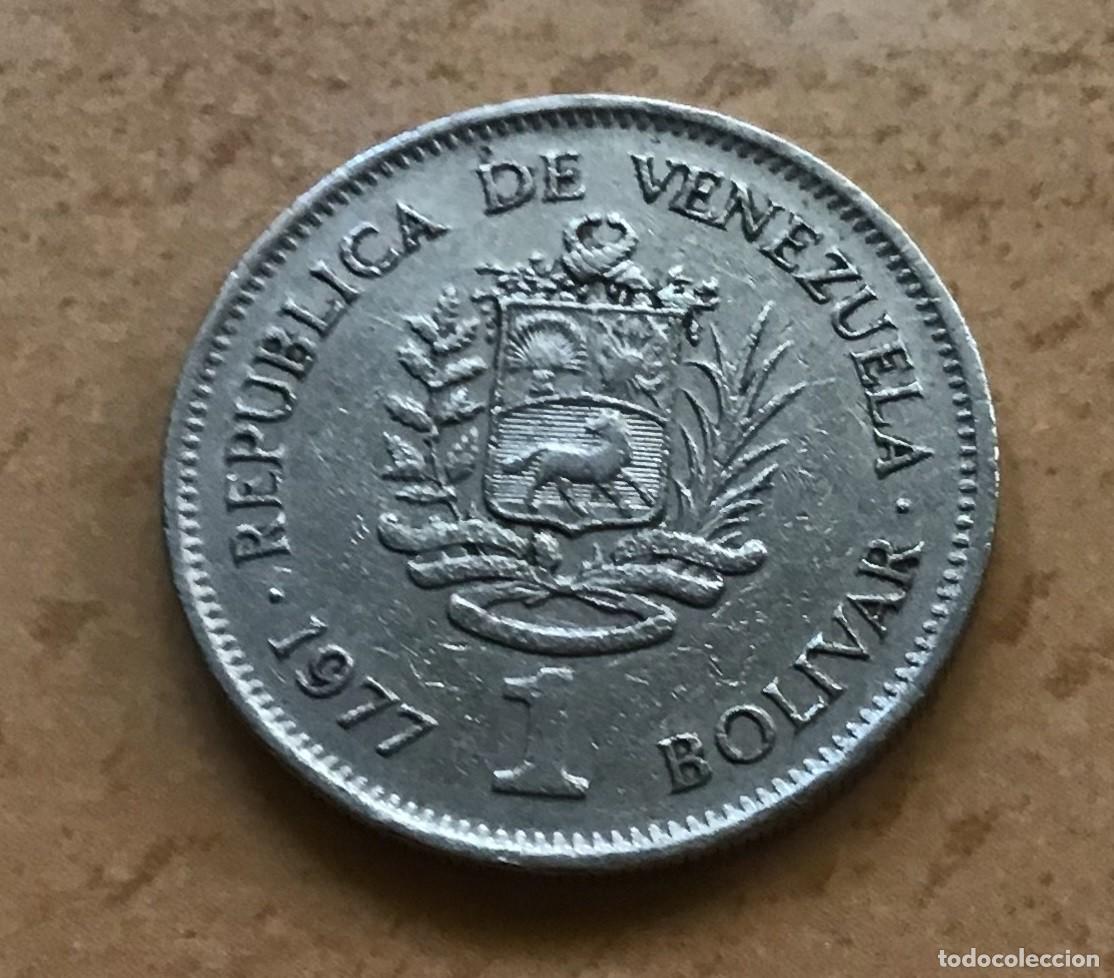 · REPUBLICA DE VENEZUELA ·
1977 1 BOLIVAR
todocoleccion